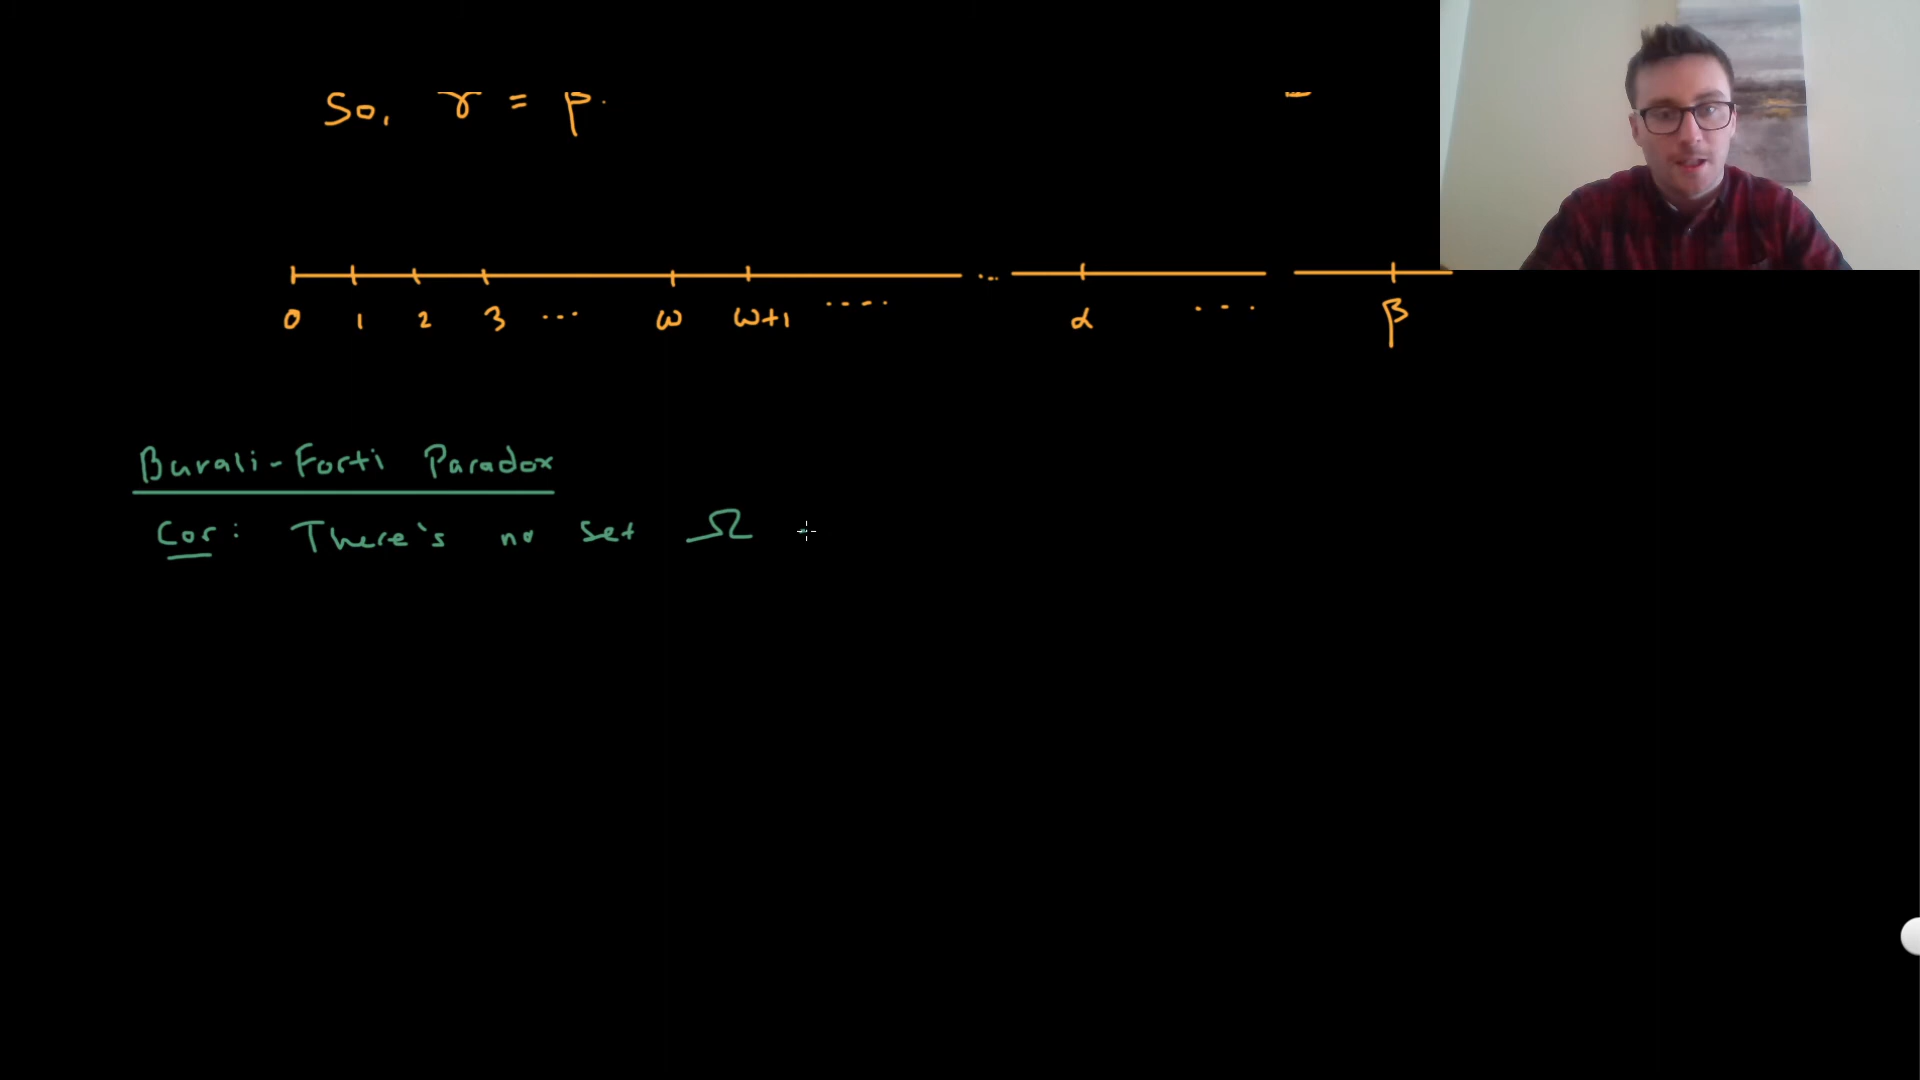 So, γ = β.
0 1 2 3 ... ω ω+1 .... ... α ... β
Burali-Forti Paradox
Cor: There's no set Ω